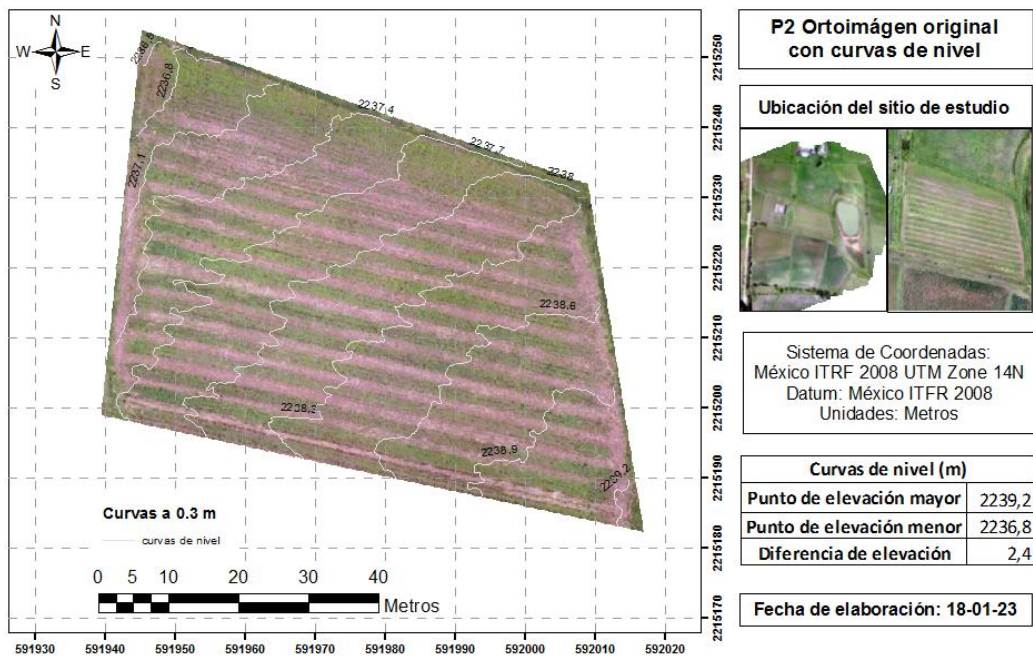 P2 Ortoimágen original
con curvas de nivel
Ubicación del sitio de estudio
Sistema de Coordenadas:
México ITRF 2008 UTM Zone 14N
Datum: México ITFR 2008
Unidades: Metros
Curvas de nivel (m)
Punto de elevación mayor 2239,2
Punto de elevación menor 2236,8
Diferencia de elevación 2,4
Fecha de elaboración: 18-01-23
N
W E
S
2236,5
2236,8
2237,1
2237,4
2237,7
2238
2238,6
2238,3
2238,9
2239,2
Curvas a 0.3 m
curvas de nivel
0 5 10 20 30 40
Metros
2215250
2215240
2215230
2215220
2215210
2215200
2215190
2215180
2215170
591930 591940 591950 591960 591970 591980 591990 592000 592010 592020